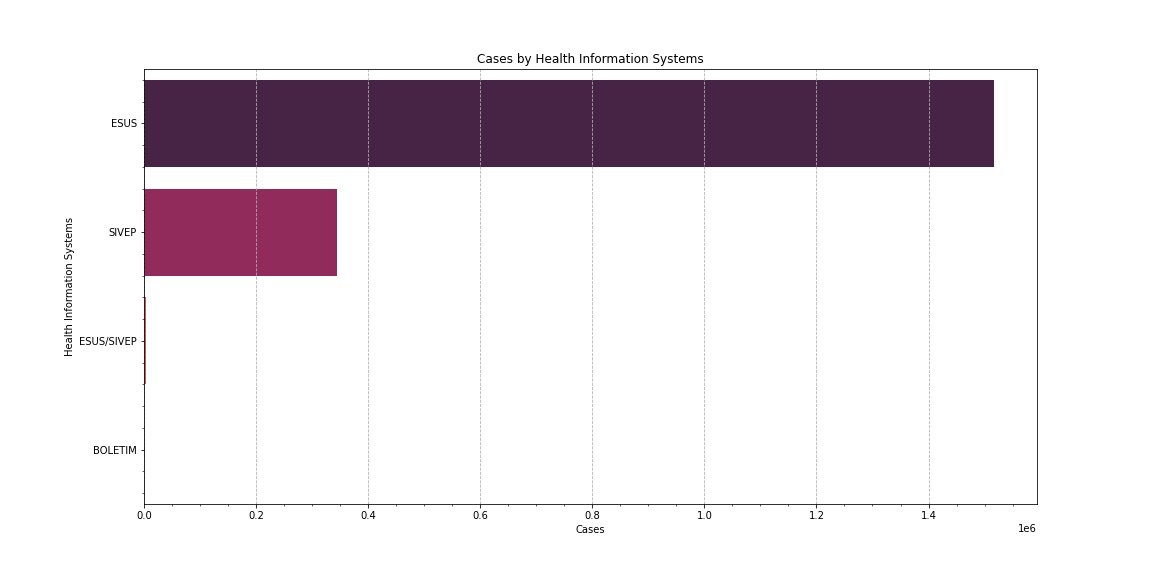 Cases by Health Information Systems
Health Information Systems
ESUS
SIVEP
ESUS/SIVEP
BOLETIM
0.0 0.2 0.4 0.6 0.8 1.0 1.2 1.4
Cases
1e6